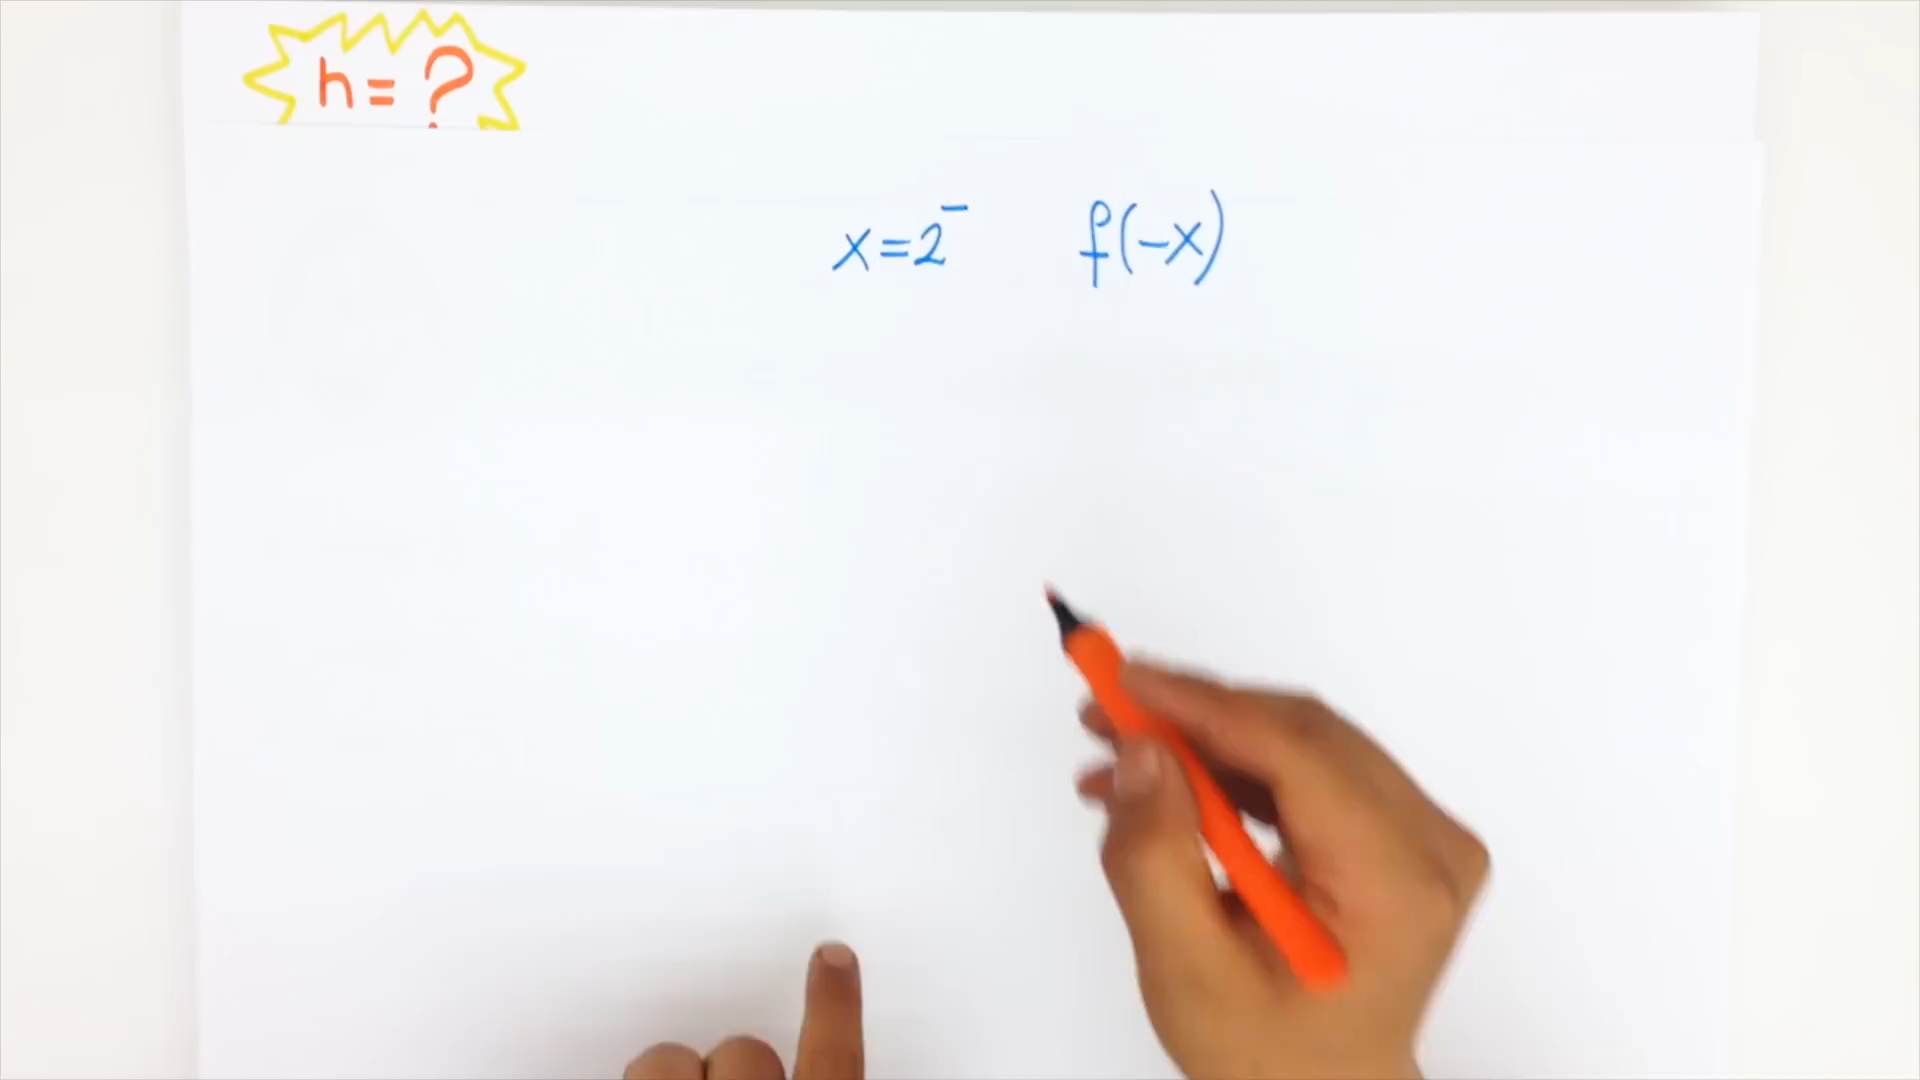 h=?
x=2⁻ f(-x)